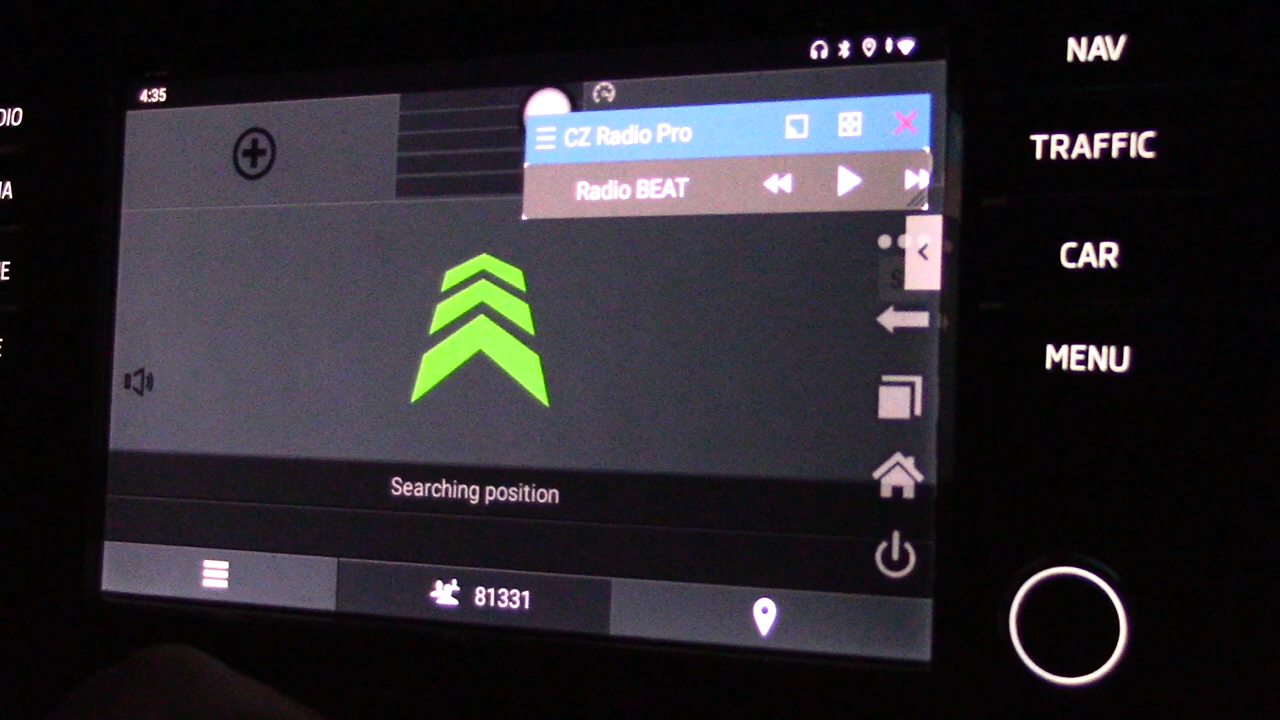 4:35
CZ Radio Pro
Radio BEAT
Searching position
81331
NAV
TRAFFIC
CAR
MENU